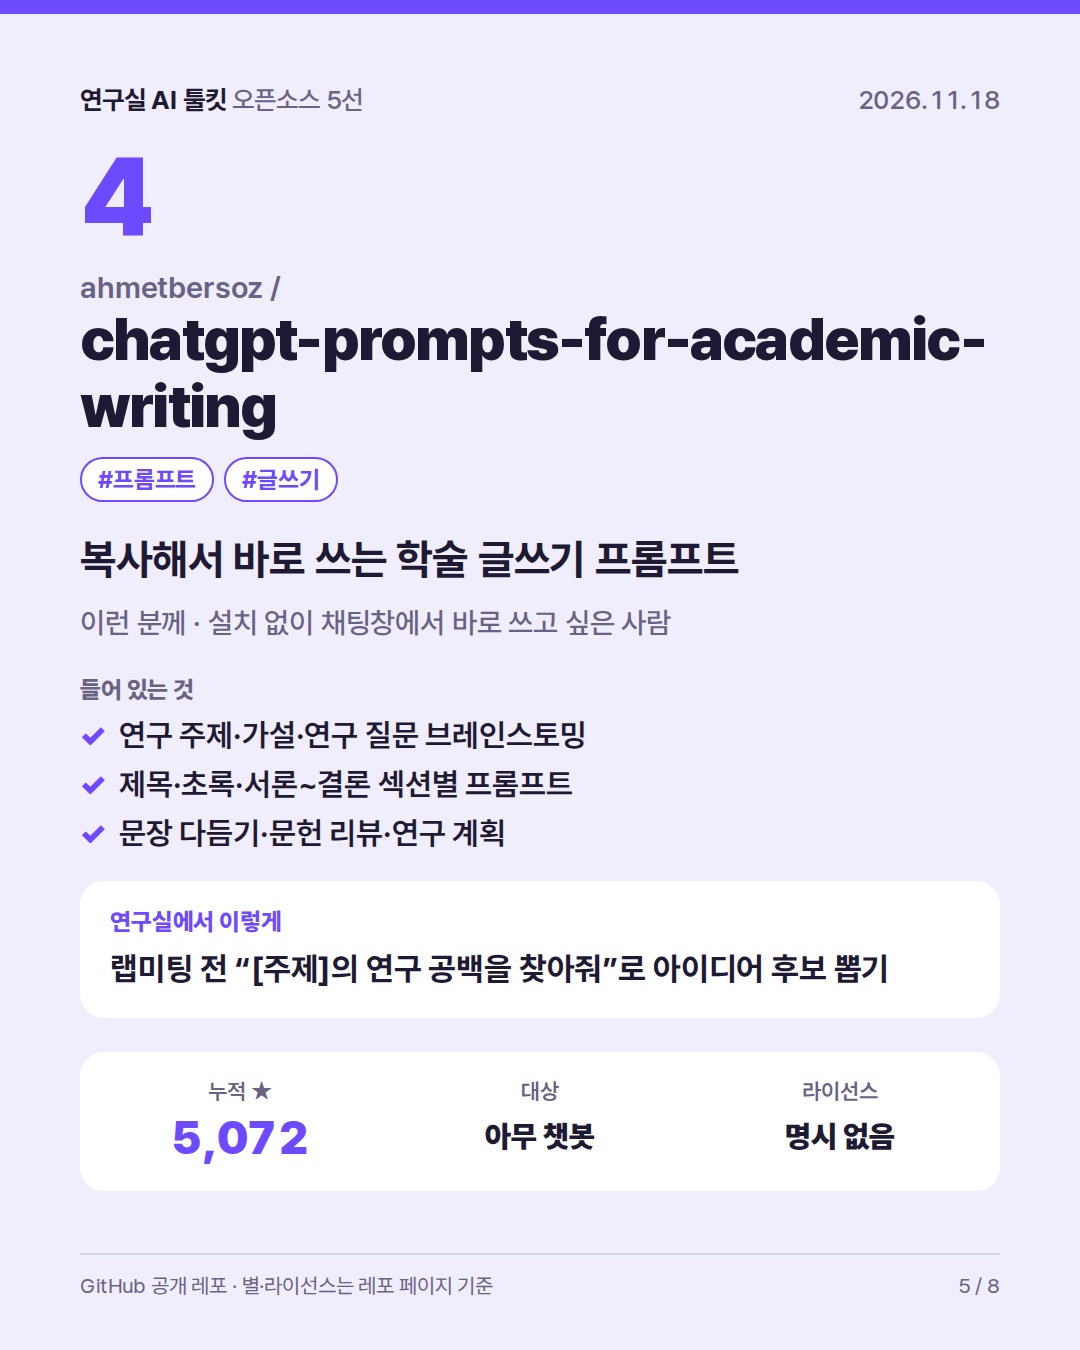 연구실 AI 툴킷 오픈소스 5선
2026.11.18
4
ahmetbersoz /
chatgpt-prompts-for-academic-
writing
#프롬프트 #글쓰기
복사해서 바로 쓰는 학술 글쓰기 프롬프트
이런 분께 · 설치 없이 채팅창에서 바로 쓰고 싶은 사람
들어 있는 것
✔ 연구 주제·가설·연구 질문 브레인스토밍
✔ 제목·초록·서론~결론 섹션별 프롬프트
✔ 문장 다듬기·문헌 리뷰·연구 계획
연구실에서 이렇게
랩미팅 전 “[주제]의 연구 공백을 찾아줘”로 아이디어 후보 뽑기
누적 ★
5,072
대상
아무 챗봇
라이선스
명시 없음
GitHub 공개 레포 · 별·라이선스는 레포 페이지 기준
5 / 8